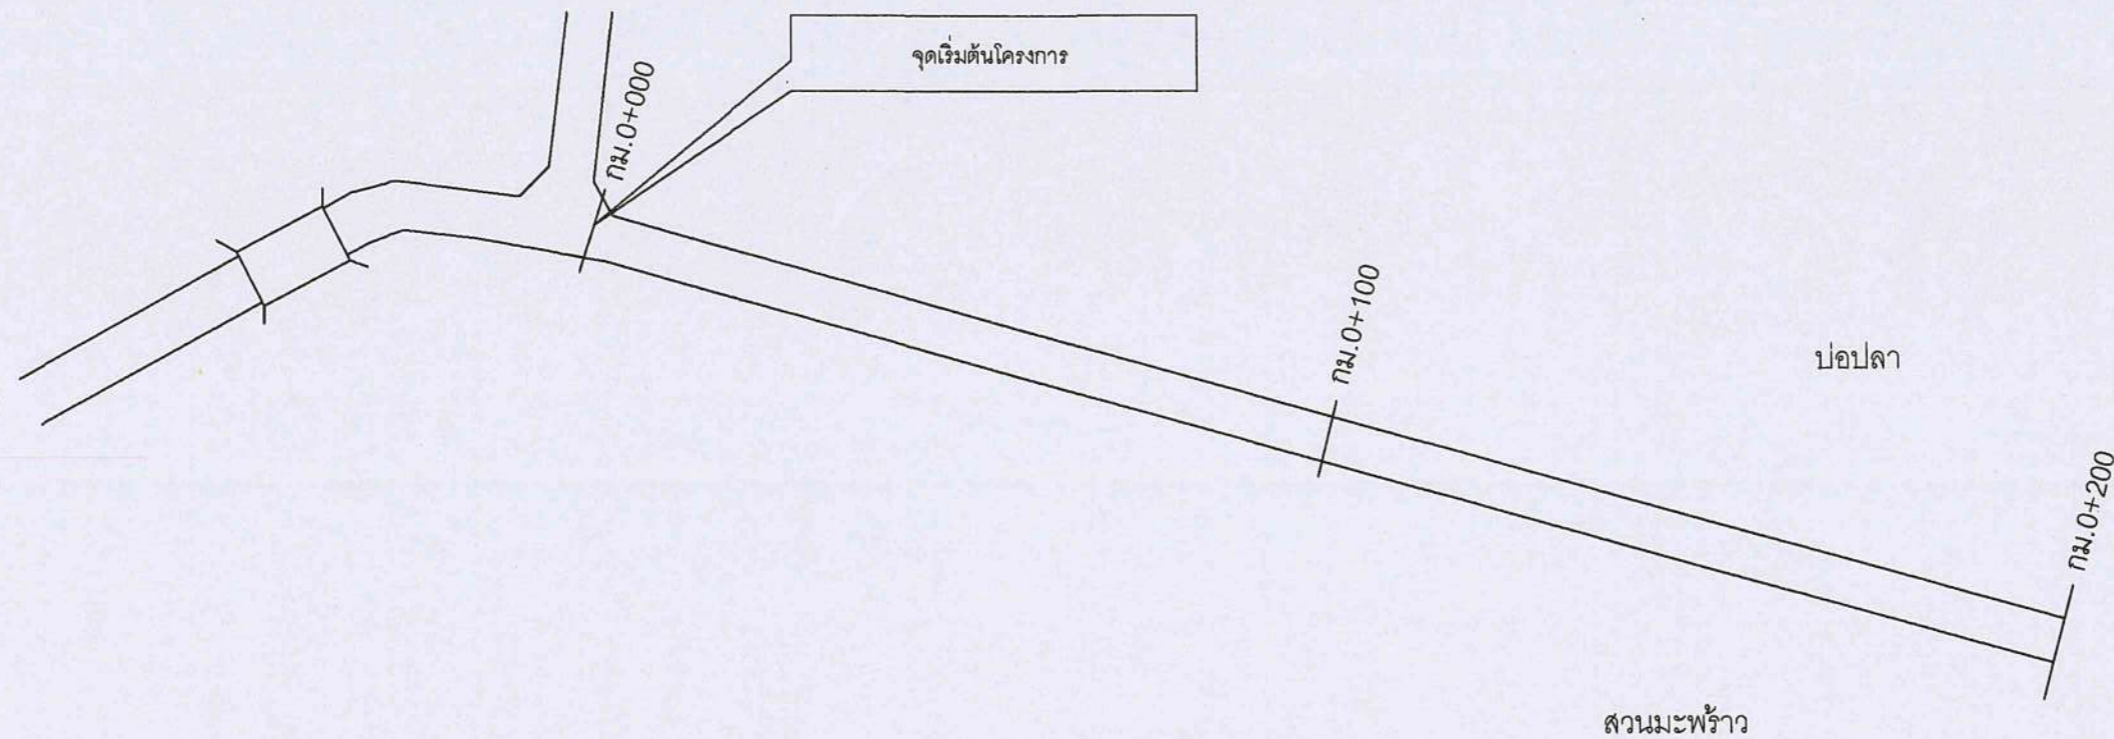 จุดเริ่มต้นโครงการ
กม.0+000
กม.0+100
บ่อปลา
กม.0+200
สวนมะพร้าว